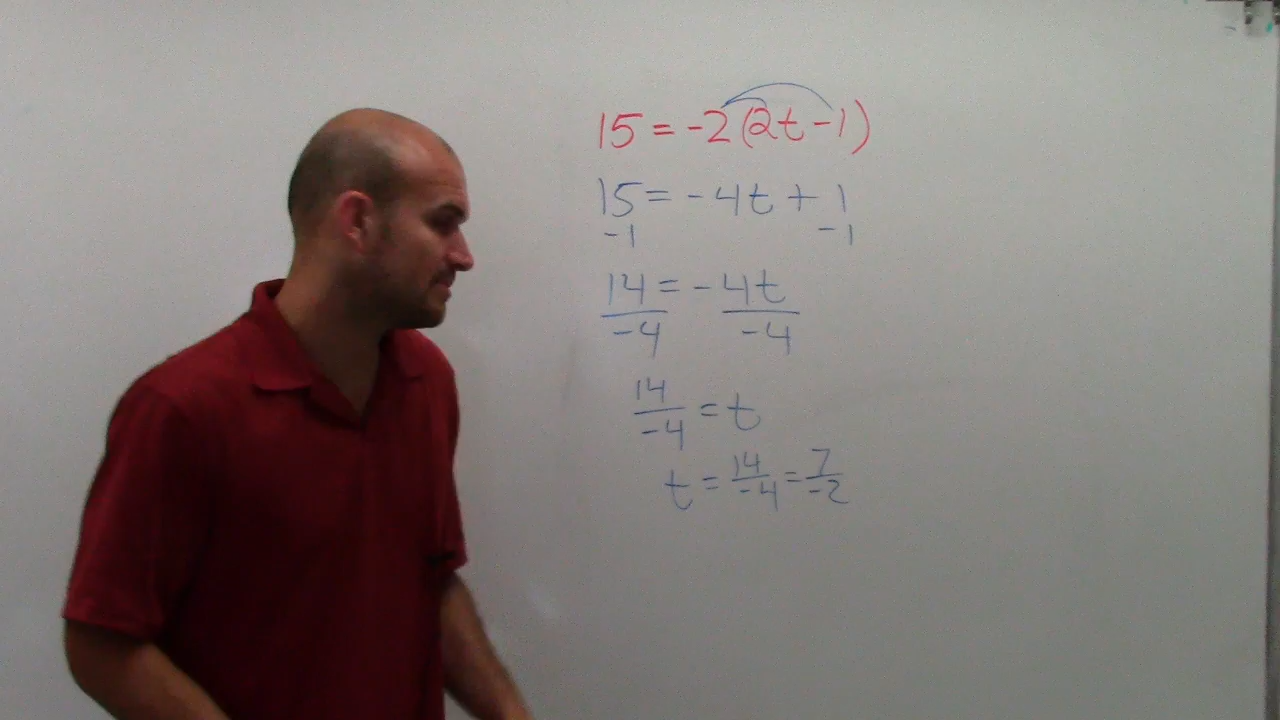 15 = -2(2t - 1)
15 = -4t + 1
-1 -1
14 = -4t
-4 -4
14/-4 = t
t = 14/-4 = 7/-2